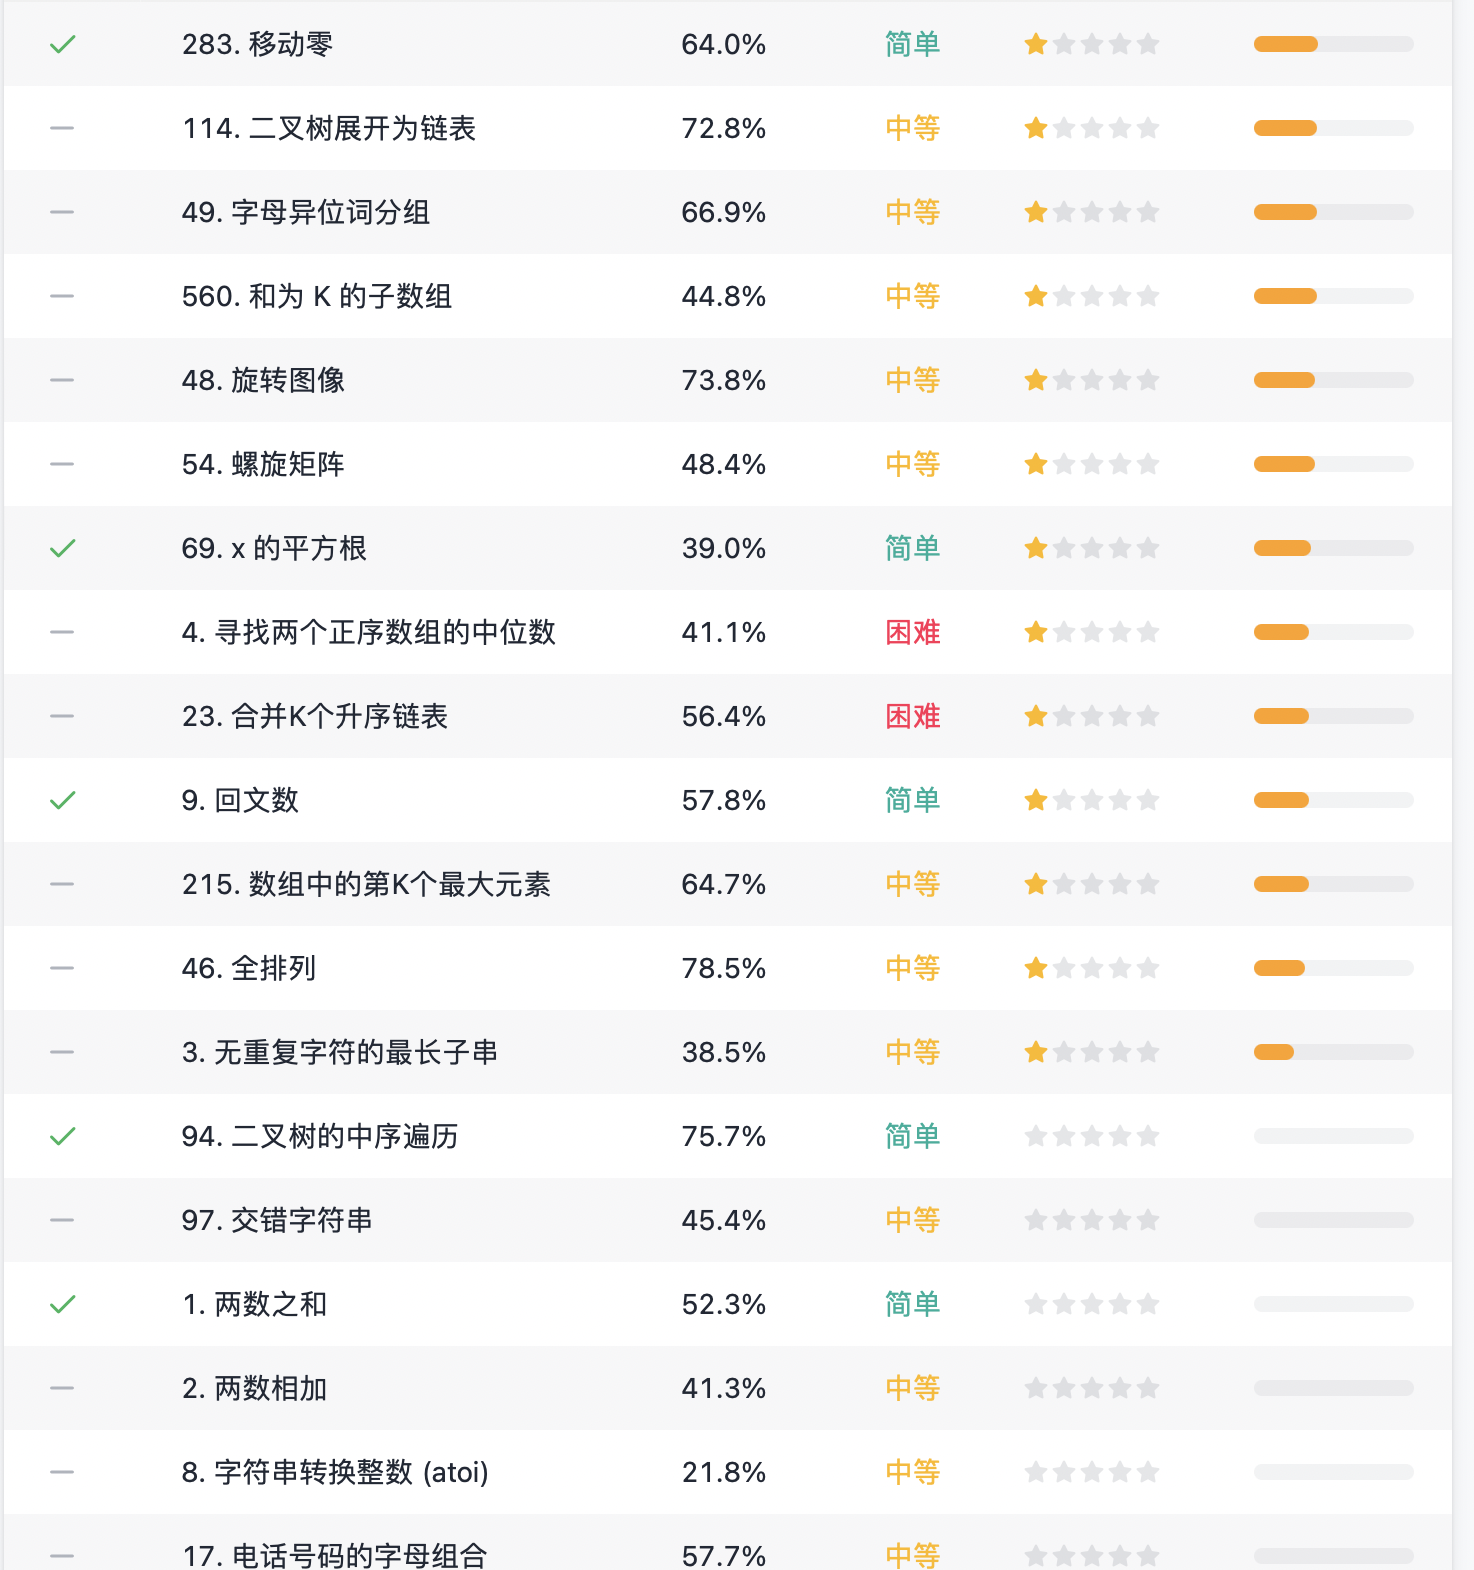 283. 移动零 64.0% 简单
114. 二叉树展开为链表 72.8% 中等
49. 字母异位词分组 66.9% 中等
560. 和为 K 的子数组 44.8% 中等
48. 旋转图像 73.8% 中等
54. 螺旋矩阵 48.4% 中等
69. x 的平方根 39.0% 简单
4. 寻找两个正序数组的中位数 41.1% 困难
23. 合并K个升序链表 56.4% 困难
9. 回文数 57.8% 简单
215. 数组中的第K个最大元素 64.7% 中等
46. 全排列 78.5% 中等
3. 无重复字符的最长子串 38.5% 中等
94. 二叉树的中序遍历 75.7% 简单
97. 交错字符串 45.4% 中等
1. 两数之和 52.3% 简单
2. 两数相加 41.3% 中等
8. 字符串转换整数 (atoi) 21.8% 中等
17. 电话号码的字母组合 57.7% 中等